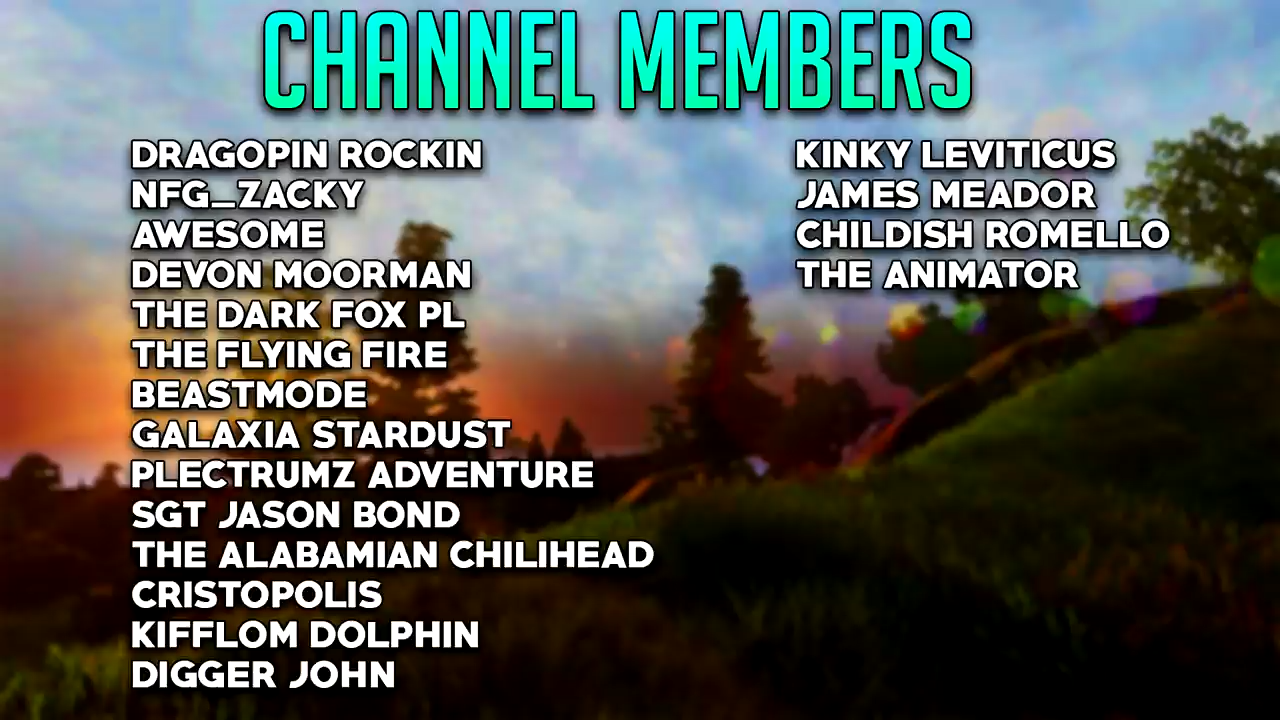 CHANNEL MEMBERS
DRAGOPIN ROCKIN
NFG_ZACKY
AWESOME
DEVON MOORMAN
THE DARK FOX PL
THE FLYING FIRE
BEASTMODE
GALAXIA STARDUST
PLECTRUMZ ADVENTURE
SGT JASON BOND
THE ALABAMIAN CHILIHEAD
CRISTOPOLIS
KIFFLOM DOLPHIN
DIGGER JOHN
KINKY LEVITICUS
JAMES MEADOR
CHILDISH ROMELLO
THE ANIMATOR